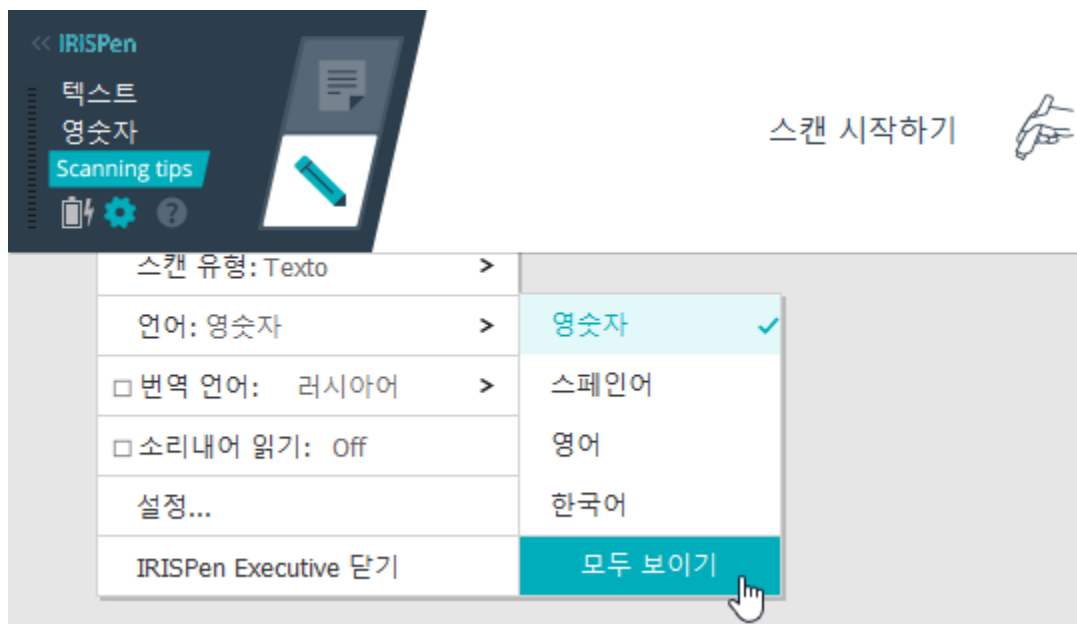 << IRISPen
텍스트
영숫자
Scanning tips
스캔 시작하기
스캔 유형: Texto >
언어: 영숫자 >
번역 언어: 러시아어 >
소리내어 읽기: Off
설정...
IRISPen Executive 닫기
영숫자
스페인어
영어
한국어
모두 보이기